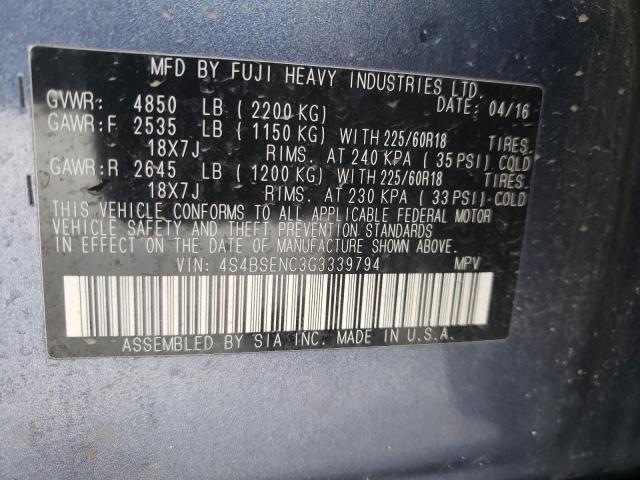 MFD BY FUJI HEAVY INDUSTRIES LTD.
GVWR: 4850 LB ( 2200 KG) DATE: 04/16
GAWR:F 2535 LB ( 1150 KG) WITH 225/60R18 TIRES,
18X7J RIMS, AT 240 KPA ( 35 PSI) COLD
GAWR:R 2645 LB ( 1200 KG) WITH 225/60R18 TIRES,
18X7J RIMS, AT 230 KPA ( 33 PSI) COLD
THIS VEHICLE CONFORMS TO ALL APPLICABLE FEDERAL MOTOR
VEHICLE SAFETY AND THEFT PREVENTION STANDARDS
IN EFFECT ON THE DATE OF MANUFACTURE SHOWN ABOVE.
VIN: 4S4BSENC3G3339794 MPV
ASSEMBLED BY SIA INC. MADE IN U.S.A.